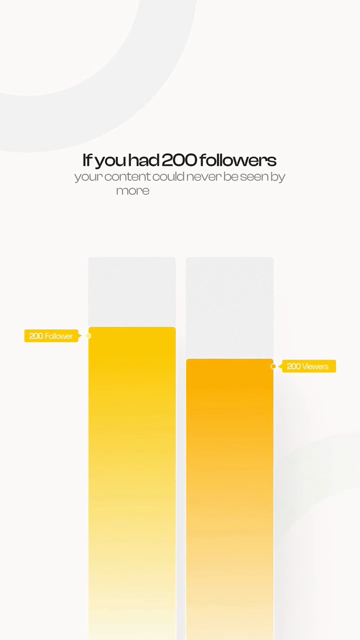 If you had 200 followers
your content could never be seen by
more
200 Follower
200 Viewers